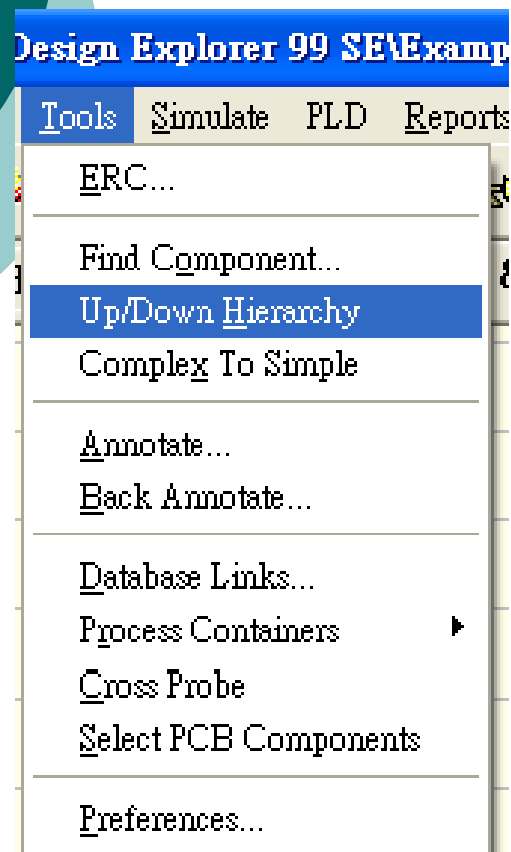 Design Explorer 99 SE\Examp
Tools Simulate PLD Reports
ERC...
Find Component...
Up/Down Hierarchy
Complex To Simple
Annotate...
Back Annotate...
Database Links...
Process Containers
Cross Probe
Select PCB Components
Preferences...